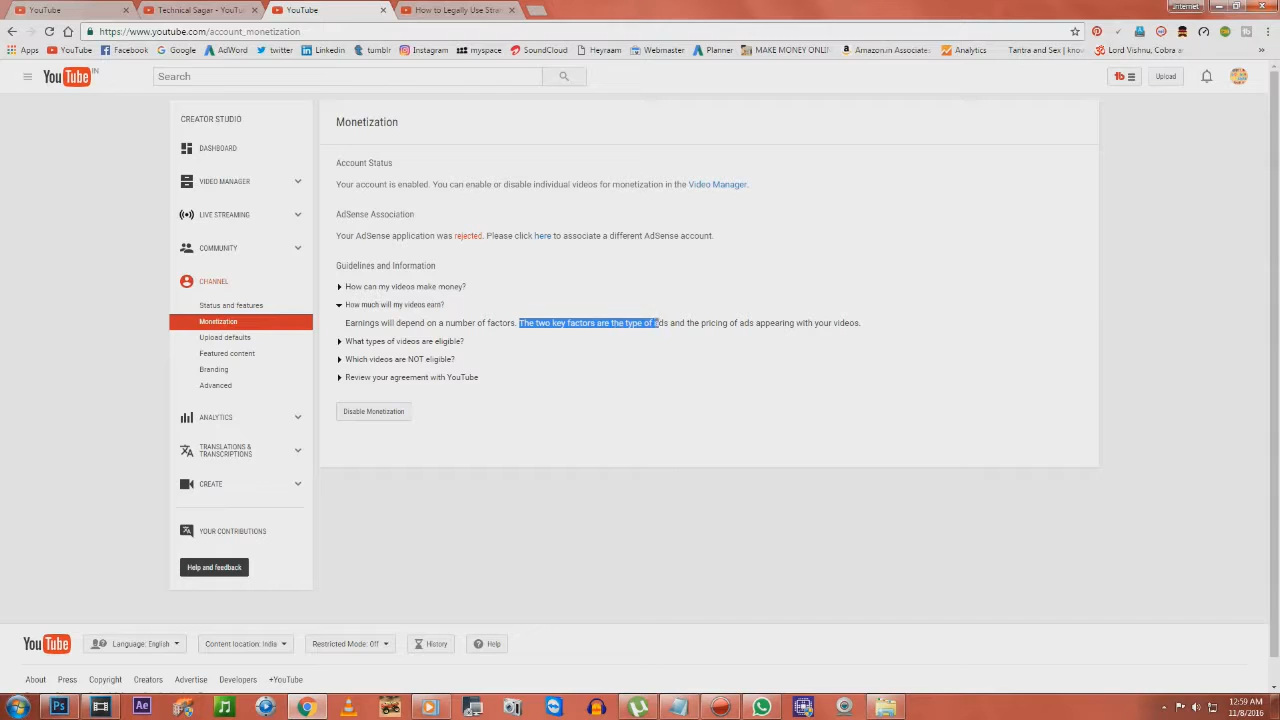 YouTube
Technical Sagar - YouTu
YouTube
How to Legally Use Stra
Internet
https://www.youtube.com/account_monetization
Apps YouTube Facebook Google AdWord twitter Linkedin tumblr Instagram myspace SoundCloud Heyraam Webmaster Planner MAKE MONEY ONLI Amazon.in Associate Analytics Tantra and Sex | know Lord Vishnu, Cobra a »
YouTube IN
Search
tb
Upload
CREATOR STUDIO
DASHBOARD
VIDEO MANAGER
LIVE STREAMING
COMMUNITY
CHANNEL
Status and features
Monetization
Upload defaults
Featured content
Branding
Advanced
ANALYTICS
TRANSLATIONS &
TRANSCRIPTIONS
CREATE
YOUR CONTRIBUTIONS
Help and feedback
Monetization
Account Status
Your account is enabled. You can enable or disable individual videos for monetization in the Video Manager.
AdSense Association
Your AdSense application was rejected. Please click here to associate a different AdSense account.
Guidelines and Information
How can my videos make money?
How much will my videos earn?
Earnings will depend on a number of factors. The two key factors are the type of ads and the pricing of ads appearing with your videos.
What types of videos are eligible?
Which videos are NOT eligible?
Review your agreement with YouTube
Disable Monetization
YouTube
Language: English
Content location: India
Restricted Mode: Off
History
Help
About Press Copyright Creators Advertise Developers +YouTube
Ps
Ae
12:59 AM
11/8/2016